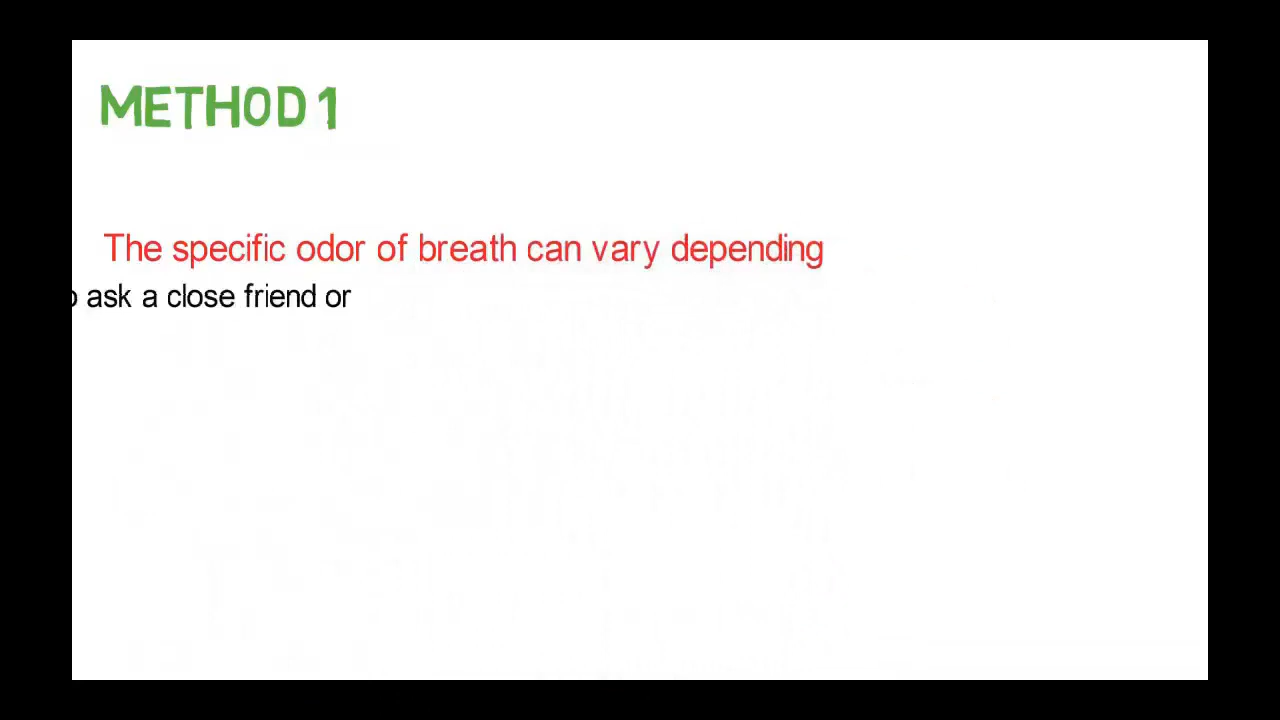 METHOD 1
The specific odor of breath can vary depending
ask a close friend or